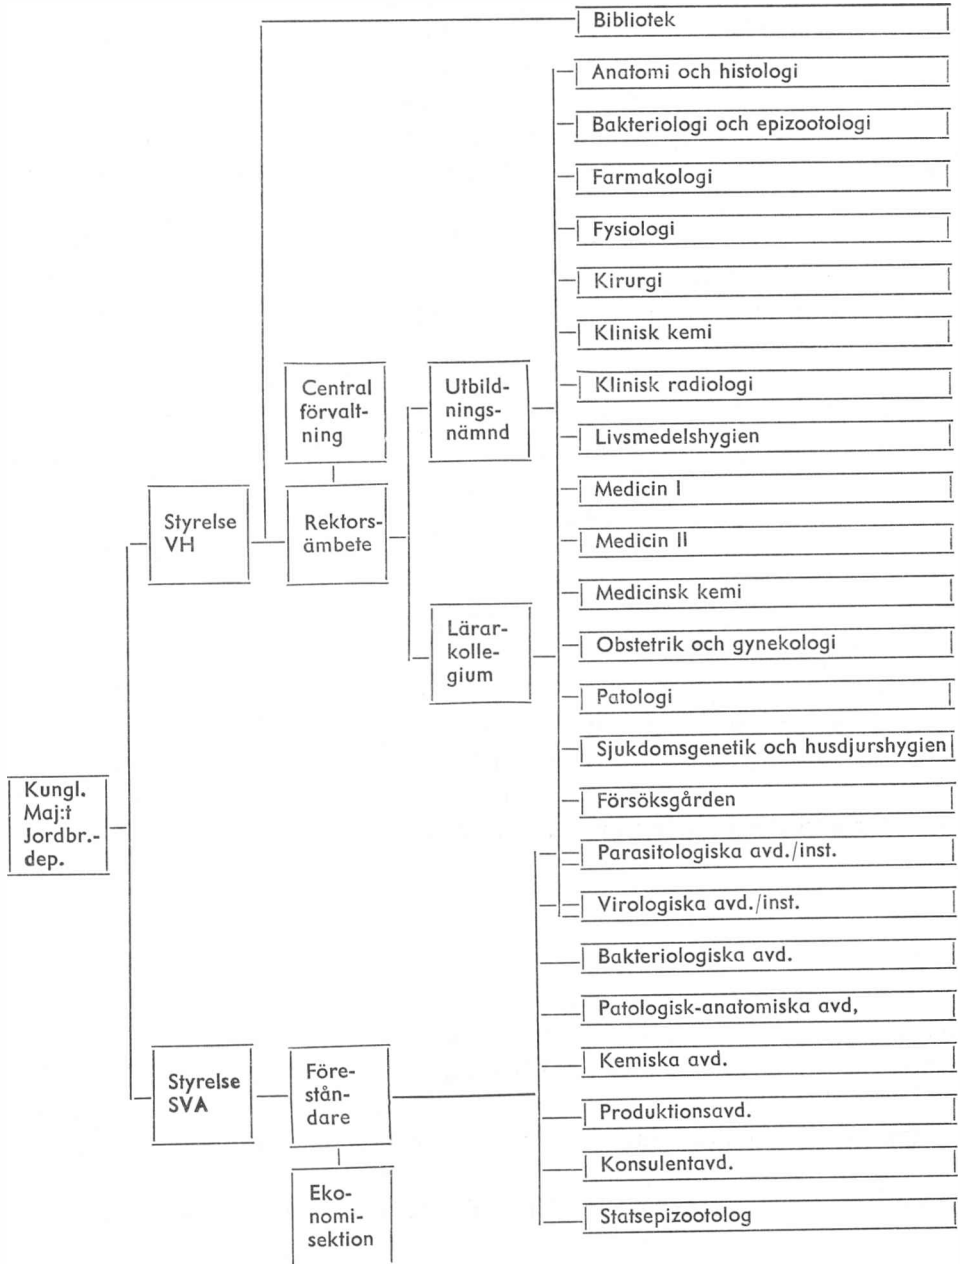 Bibliotek
Anatomi och histologi
Bakteriologi och epizootologi
Farmakologi
Fysiologi
Kirurgi
Klinisk kemi
Klinisk radiologi
Livsmedelshygien
Medicin I
Medicin II
Medicinsk kemi
Obstetrik och gynekologi
Patologi
Sjukdomsgenetik och husdjurshygien
Försöksgården
Parasitologiska avd./inst.
Virologiska avd./inst.
Bakteriologiska avd.
Patologisk-anatomiska avd,
Kemiska avd.
Produktionsavd.
Konsulentavd.
Statsepizootolog
Central
förvalt-
ning
Utbild-
nings-
nämnd
Styrelse
VH
Rektors-
ämbete
Lärar-
kolle-
gium
Kungl.
Maj:t
Jordbr.-
dep.
Styrelse
SVA
Före-
stån-
dare
Eko-
nomi-
sektion